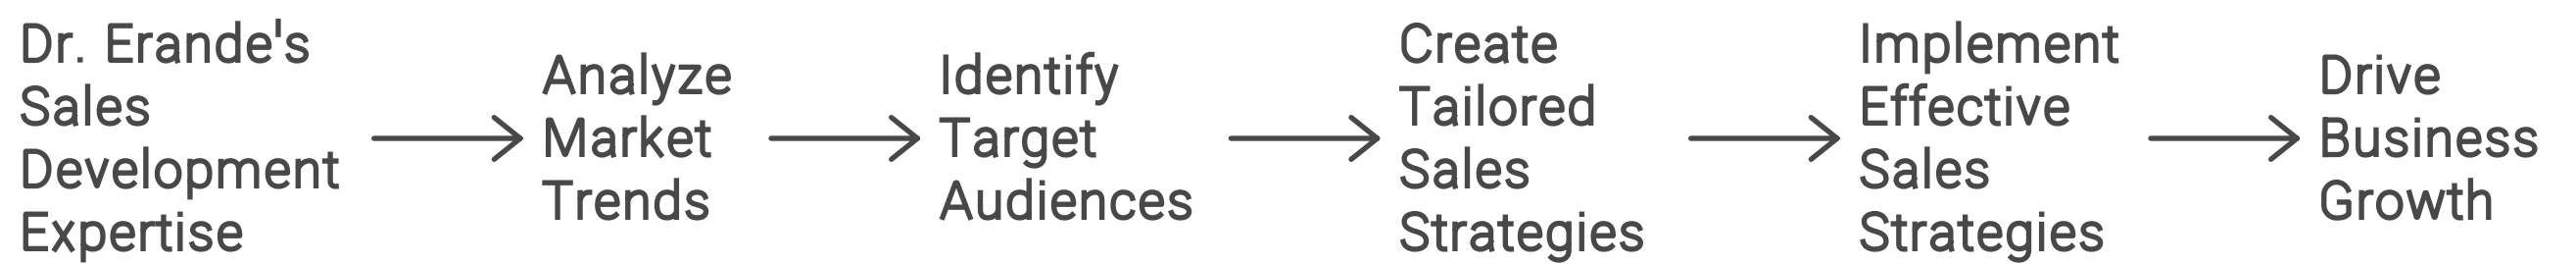 Dr. Erande's
Sales
Development
Expertise
Analyze
Market
Trends
Identify
Target
Audiences
Create
Tailored
Sales
Strategies
Implement
Effective
Sales
Strategies
Drive
Business
Growth